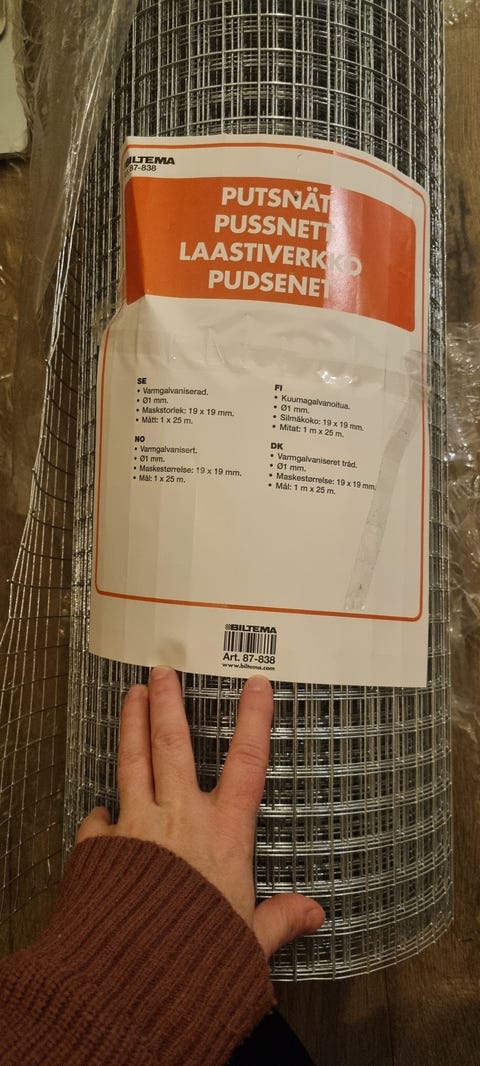 BILTEMA
87-838
PUTSNÄT
PUSSNETT
LAASTIVERKKO
PUDSENET
SE
• Varmgalvaniserad.
• Ø1 mm.
• Maskstorlek: 19 x 19 mm.
• Mått: 1 x 25 m.
NO
• Varmgalvanisert.
• Ø1 mm.
• Maskestørrelse: 19 x 19 mm.
• Mål: 1 x 25 m.
FI
• Kuumagalvanoitua.
• Ø1 mm.
• Silmäkoko: 19 x 19 mm.
• Mitat: 1 m x 25 m.
DK
• Varmgalvaniseret tråd.
• Ø1 mm.
• Maskestørrelse: 19 x 19 mm.
• Mål: 1 m x 25 m.
BILTEMA
Art. 87-838
www.biltema.com